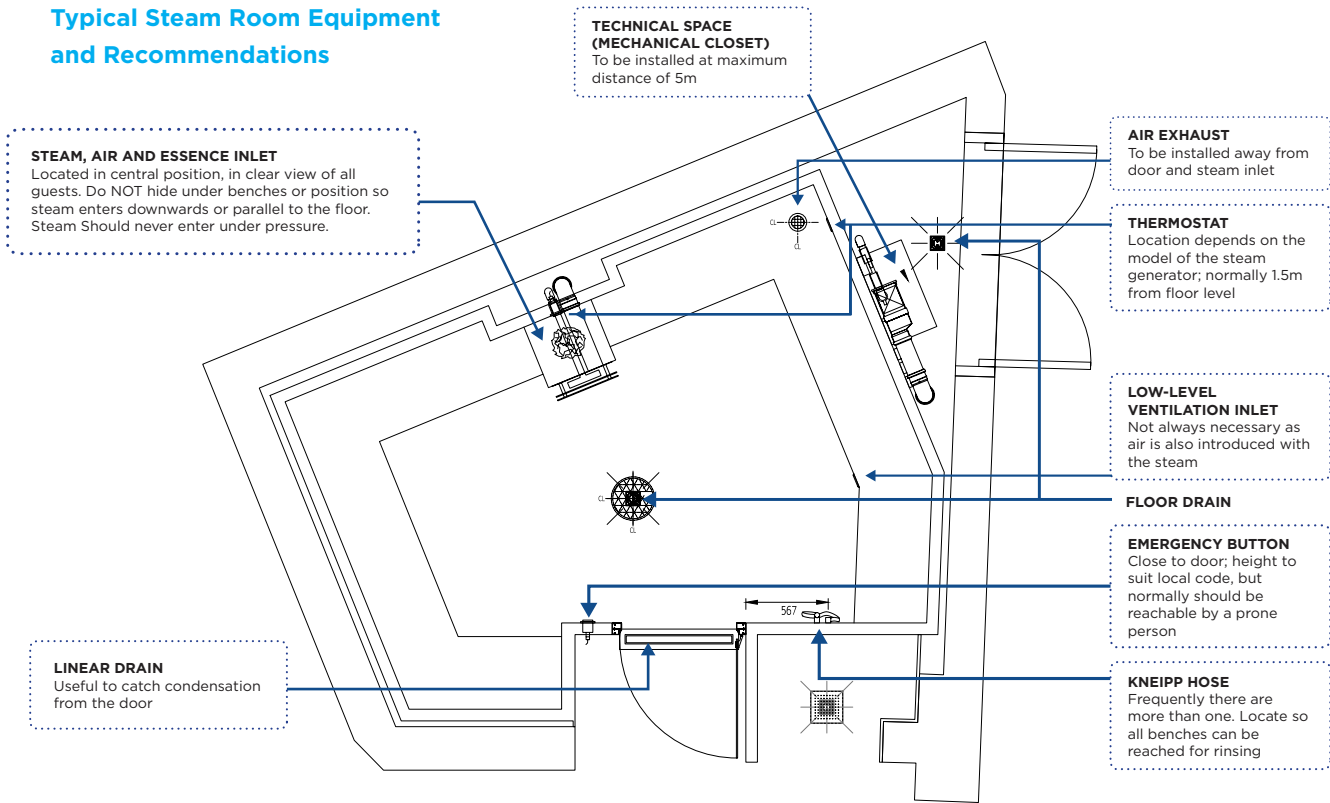 Typical Steam Room Equipment
and Recommendations
TECHNICAL SPACE
(MECHANICAL CLOSET)
To be installed at maximum
distance of 5m
STEAM, AIR AND ESSENCE INLET
Located in central position, in clear view of all
guests. Do NOT hide under benches or position so
steam enters downwards or parallel to the floor.
Steam Should never enter under pressure.
AIR EXHAUST
To be installed away from
door and steam inlet
THERMOSTAT
Location depends on the
model of the steam
generator; normally 1.5m
from floor level
LOW-LEVEL
VENTILATION INLET
Not always necessary as
air is also introduced with
the steam
FLOOR DRAIN
EMERGENCY BUTTON
Close to door; height to
suit local code, but
normally should be
reachable by a prone
person
KNEIPP HOSE
Frequently there are
more than one. Locate so
all benches can be
reached for rinsing
LINEAR DRAIN
Useful to catch condensation
from the door
CL
CL
CL
CL
567